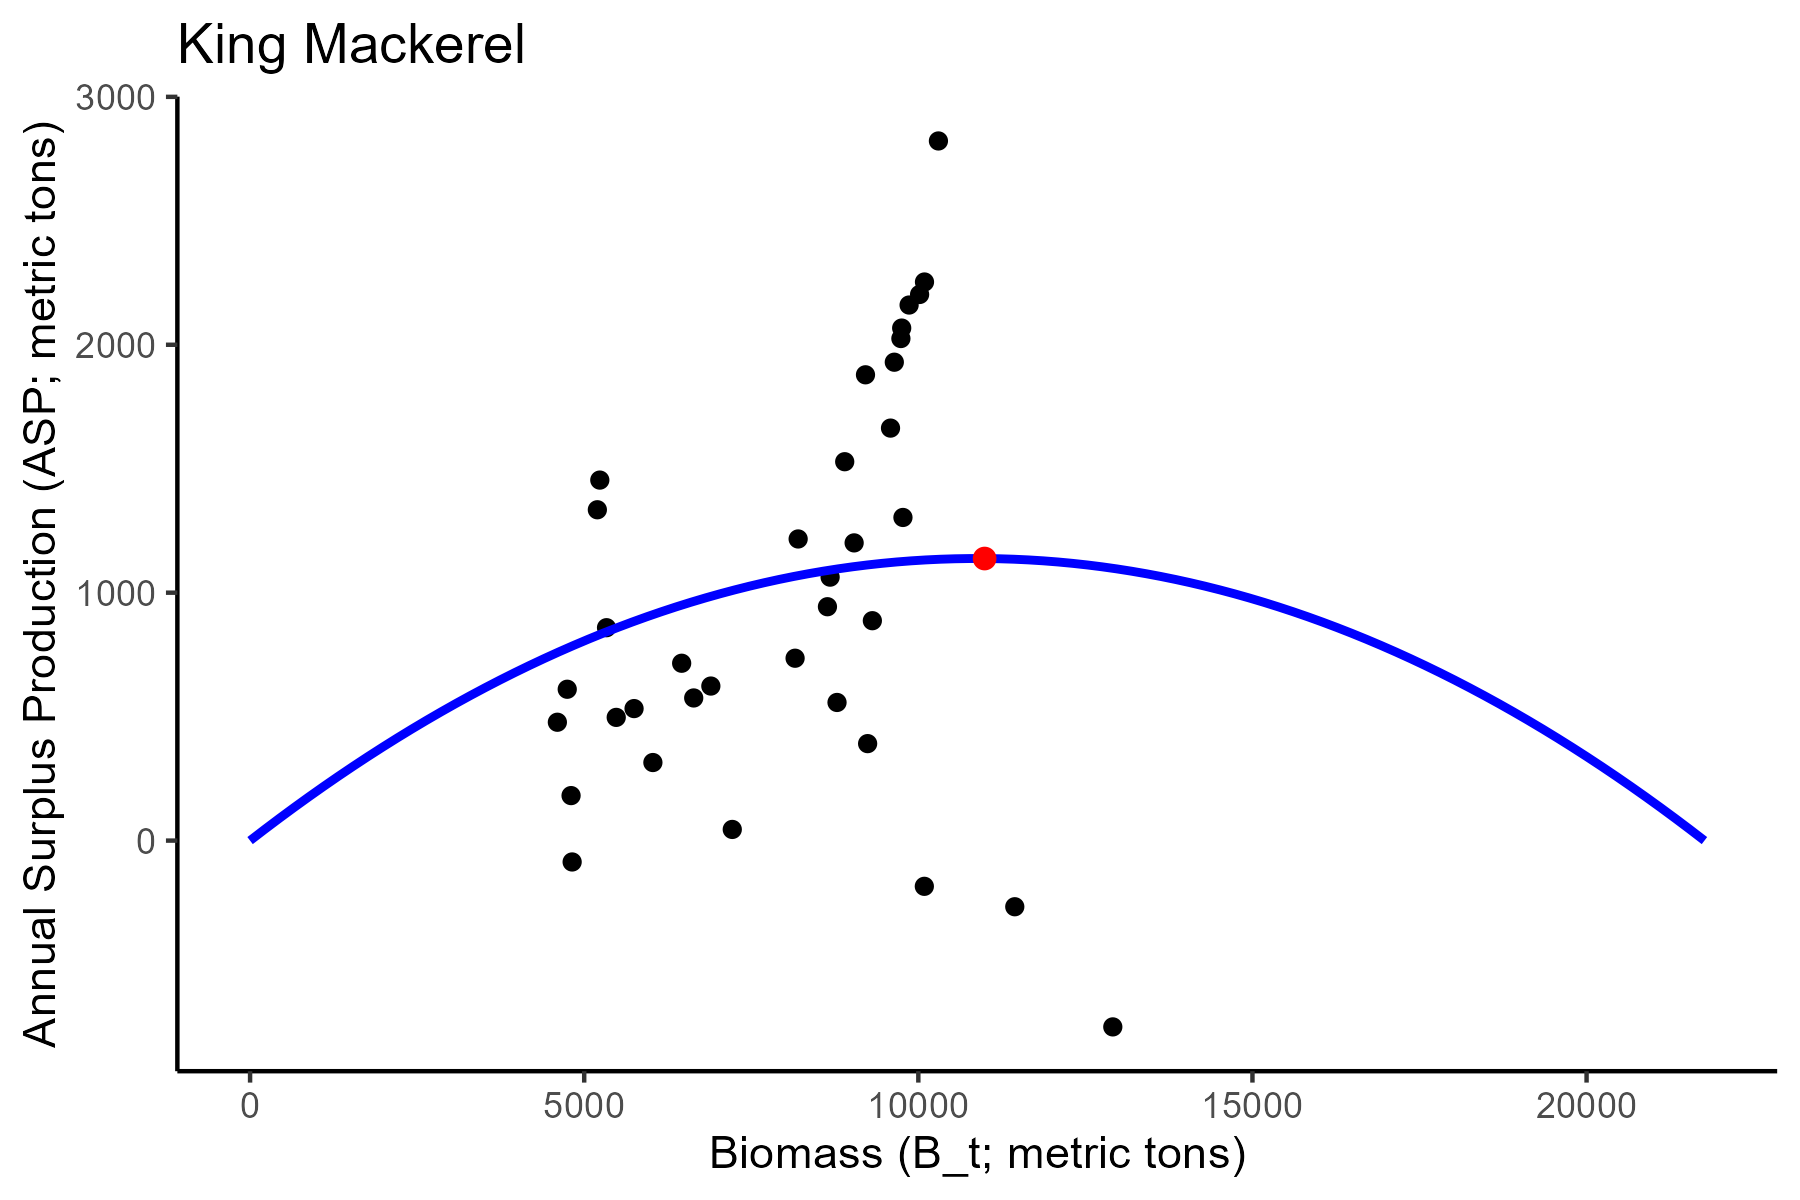 King Mackerel
Annual Surplus Production (ASP; metric tons)
3000
2000
1000
0
0 5000 10000 15000 20000
Biomass (B_t; metric tons)